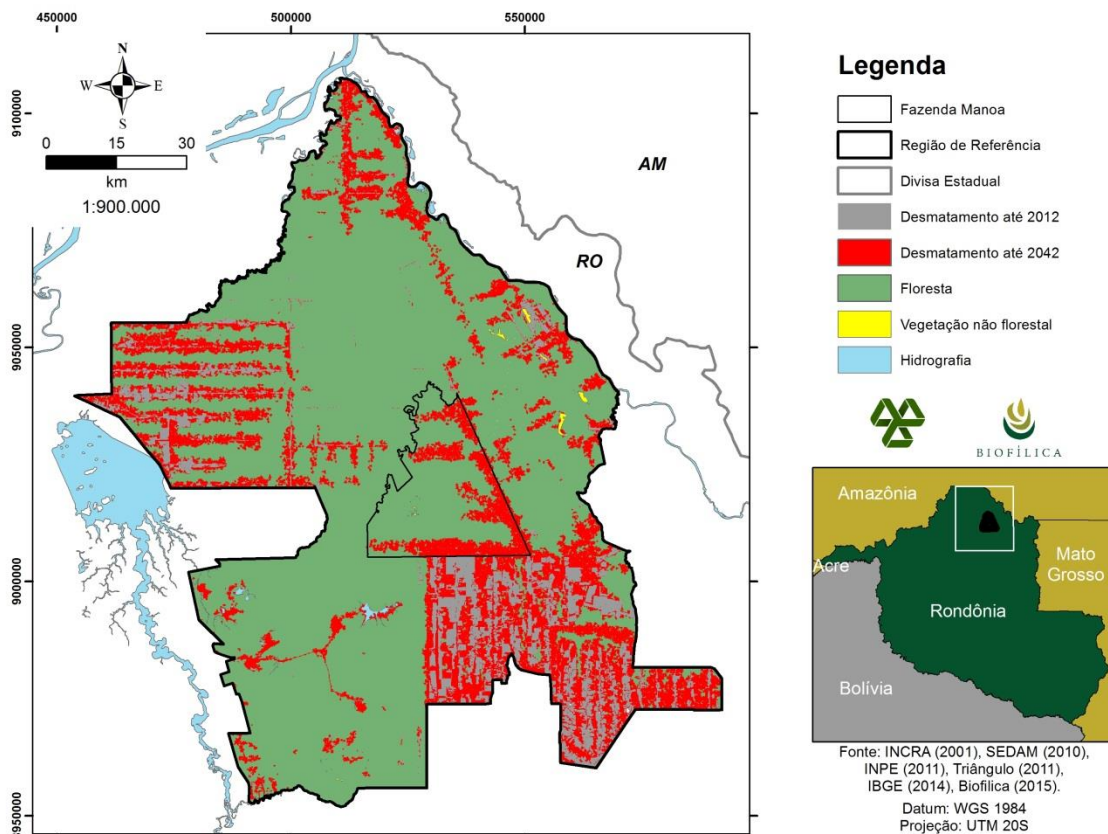 450000
500000
550000
N
W
E
S
0
15
30
km
1:900.000
9100000
9050000
9000000
8950000
AM
RO
Legenda
Fazenda Manoa
Região de Referência
Divisa Estadual
Desmatamento até 2012
Desmatamento até 2042
Floresta
Vegetação não florestal
Hidrografia
BIOFÍLICA
Amazônia
Acre
Mato
Grosso
Rondônia
Bolívia
Fonte: INCRA (2001), SEDAM (2010),
INPE (2011), Triângulo (2011),
IBGE (2014), Biofilica (2015).
Datum: WGS 1984
Projeção: UTM 20S